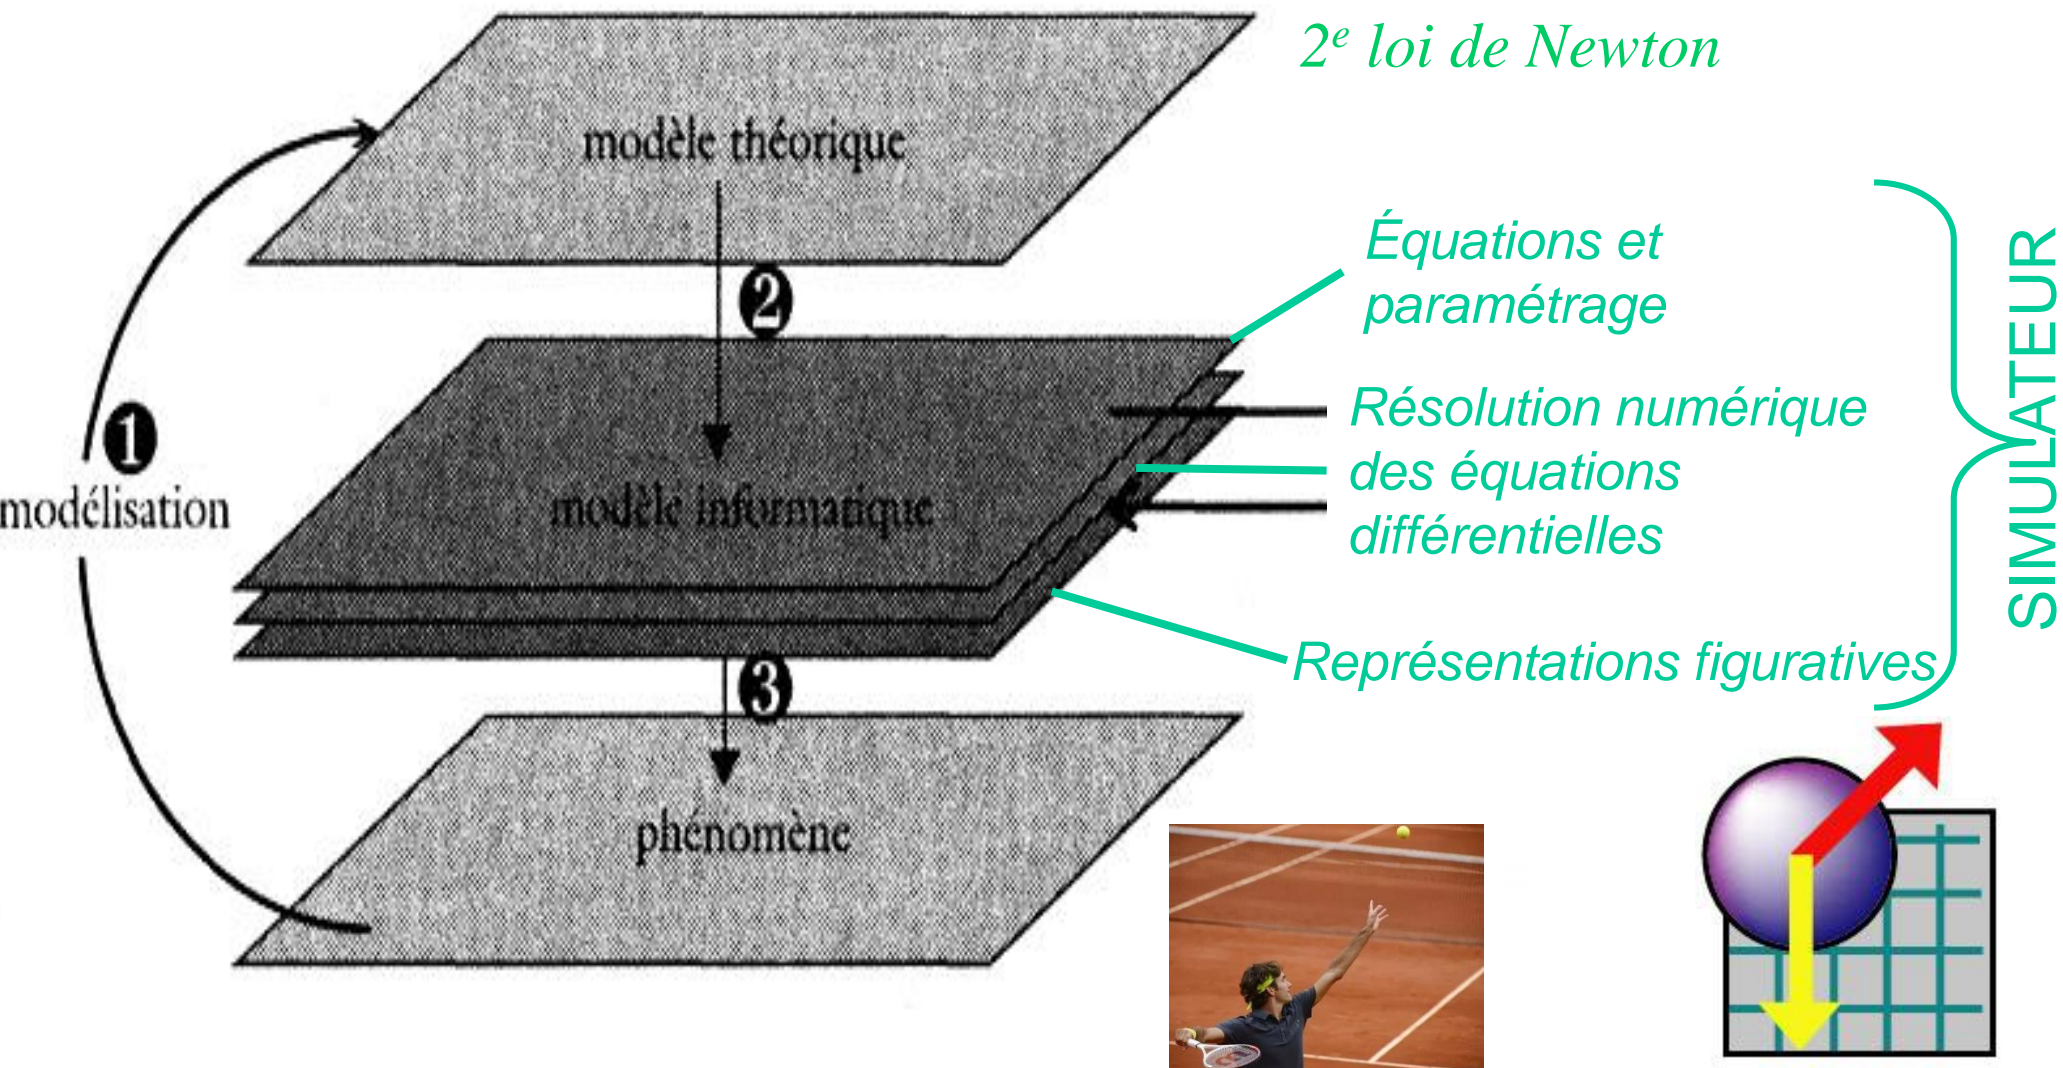 2e loi de Newton
modèle théorique
2
Équations et
paramétrage
1
modélisation
modèle informatique
Résolution numérique
des équations
différentielles
SIMULATEUR
3
Représentations figuratives
phénomène